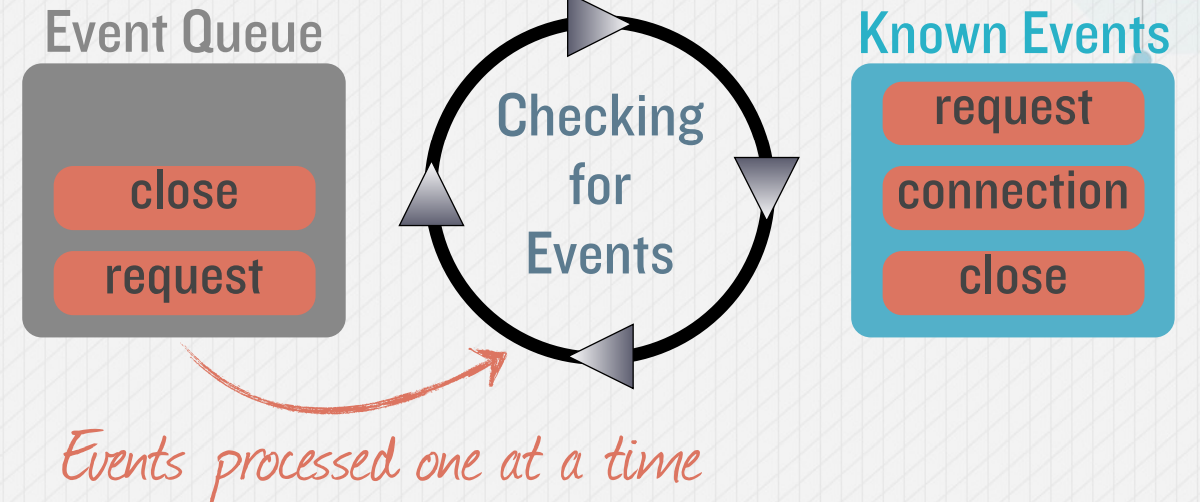 Event Queue
close
request
Checking
for
Events
Known Events
request
connection
close
Events processed one at a time